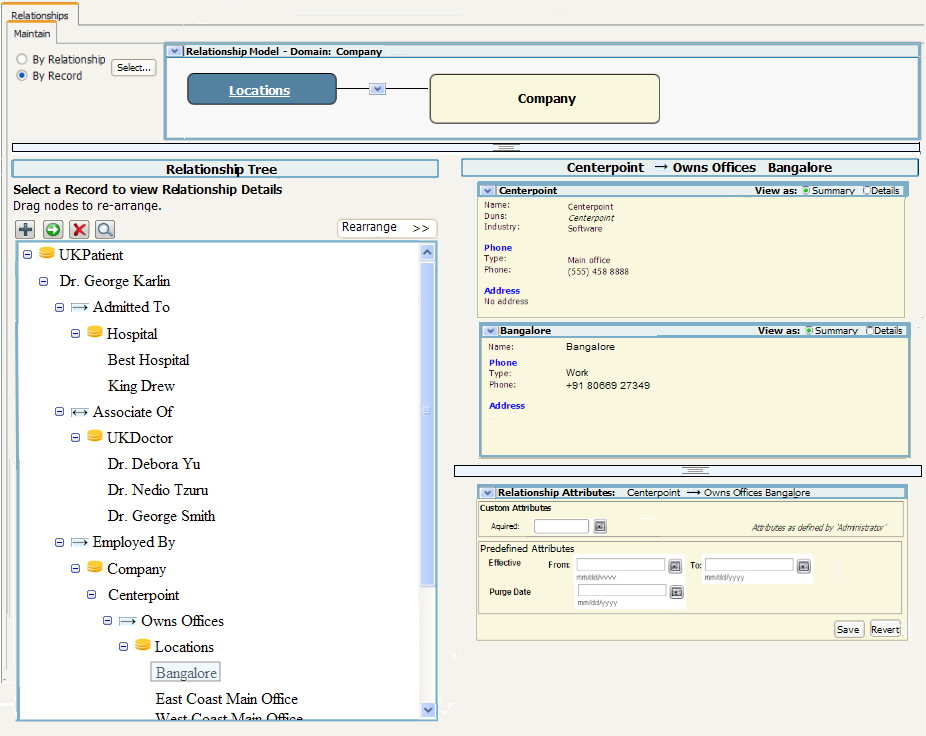 Relationships
Maintain
By Relationship
By Record
Select...
Relationship Model - Domain: Company
Locations
Company
Relationship Tree
Select a Record to view Relationship Details
Drag nodes to re-arrange.
Rearrange >>
UKPatient
Dr. George Karlin
Admitted To
Hospital
Best Hospital
King Drew
Associate Of
UKDoctor
Dr. Debora Yu
Dr. Nedio Tzuru
Dr. George Smith
Employed By
Company
Centerpoint
Owns Offices
Locations
Bangalore
East Coast Main Office
West Coast Main Office
Centerpoint → Owns Offices Bangalore
Centerpoint View as: Summary Details
Name: Centerpoint
Duns: Centerpoint
Industry: Software
Phone
Type: Main office
Phone: (555) 458 8888
Address
No address
Bangalore View as: Summary Details
Name: Bangalore
Phone
Type: Work
Phone: +91 80669 27349
Address
Relationship Attributes: Centerpoint → Owns Offices Bangalore
Custom Attributes
Aquired: Attributes as defined by 'Administrator'
Predefined Attributes
Effective From: To:
mm/dd/yyyy mm/dd/yyyy
Purge Date
mm/dd/yyyy
Save Revert